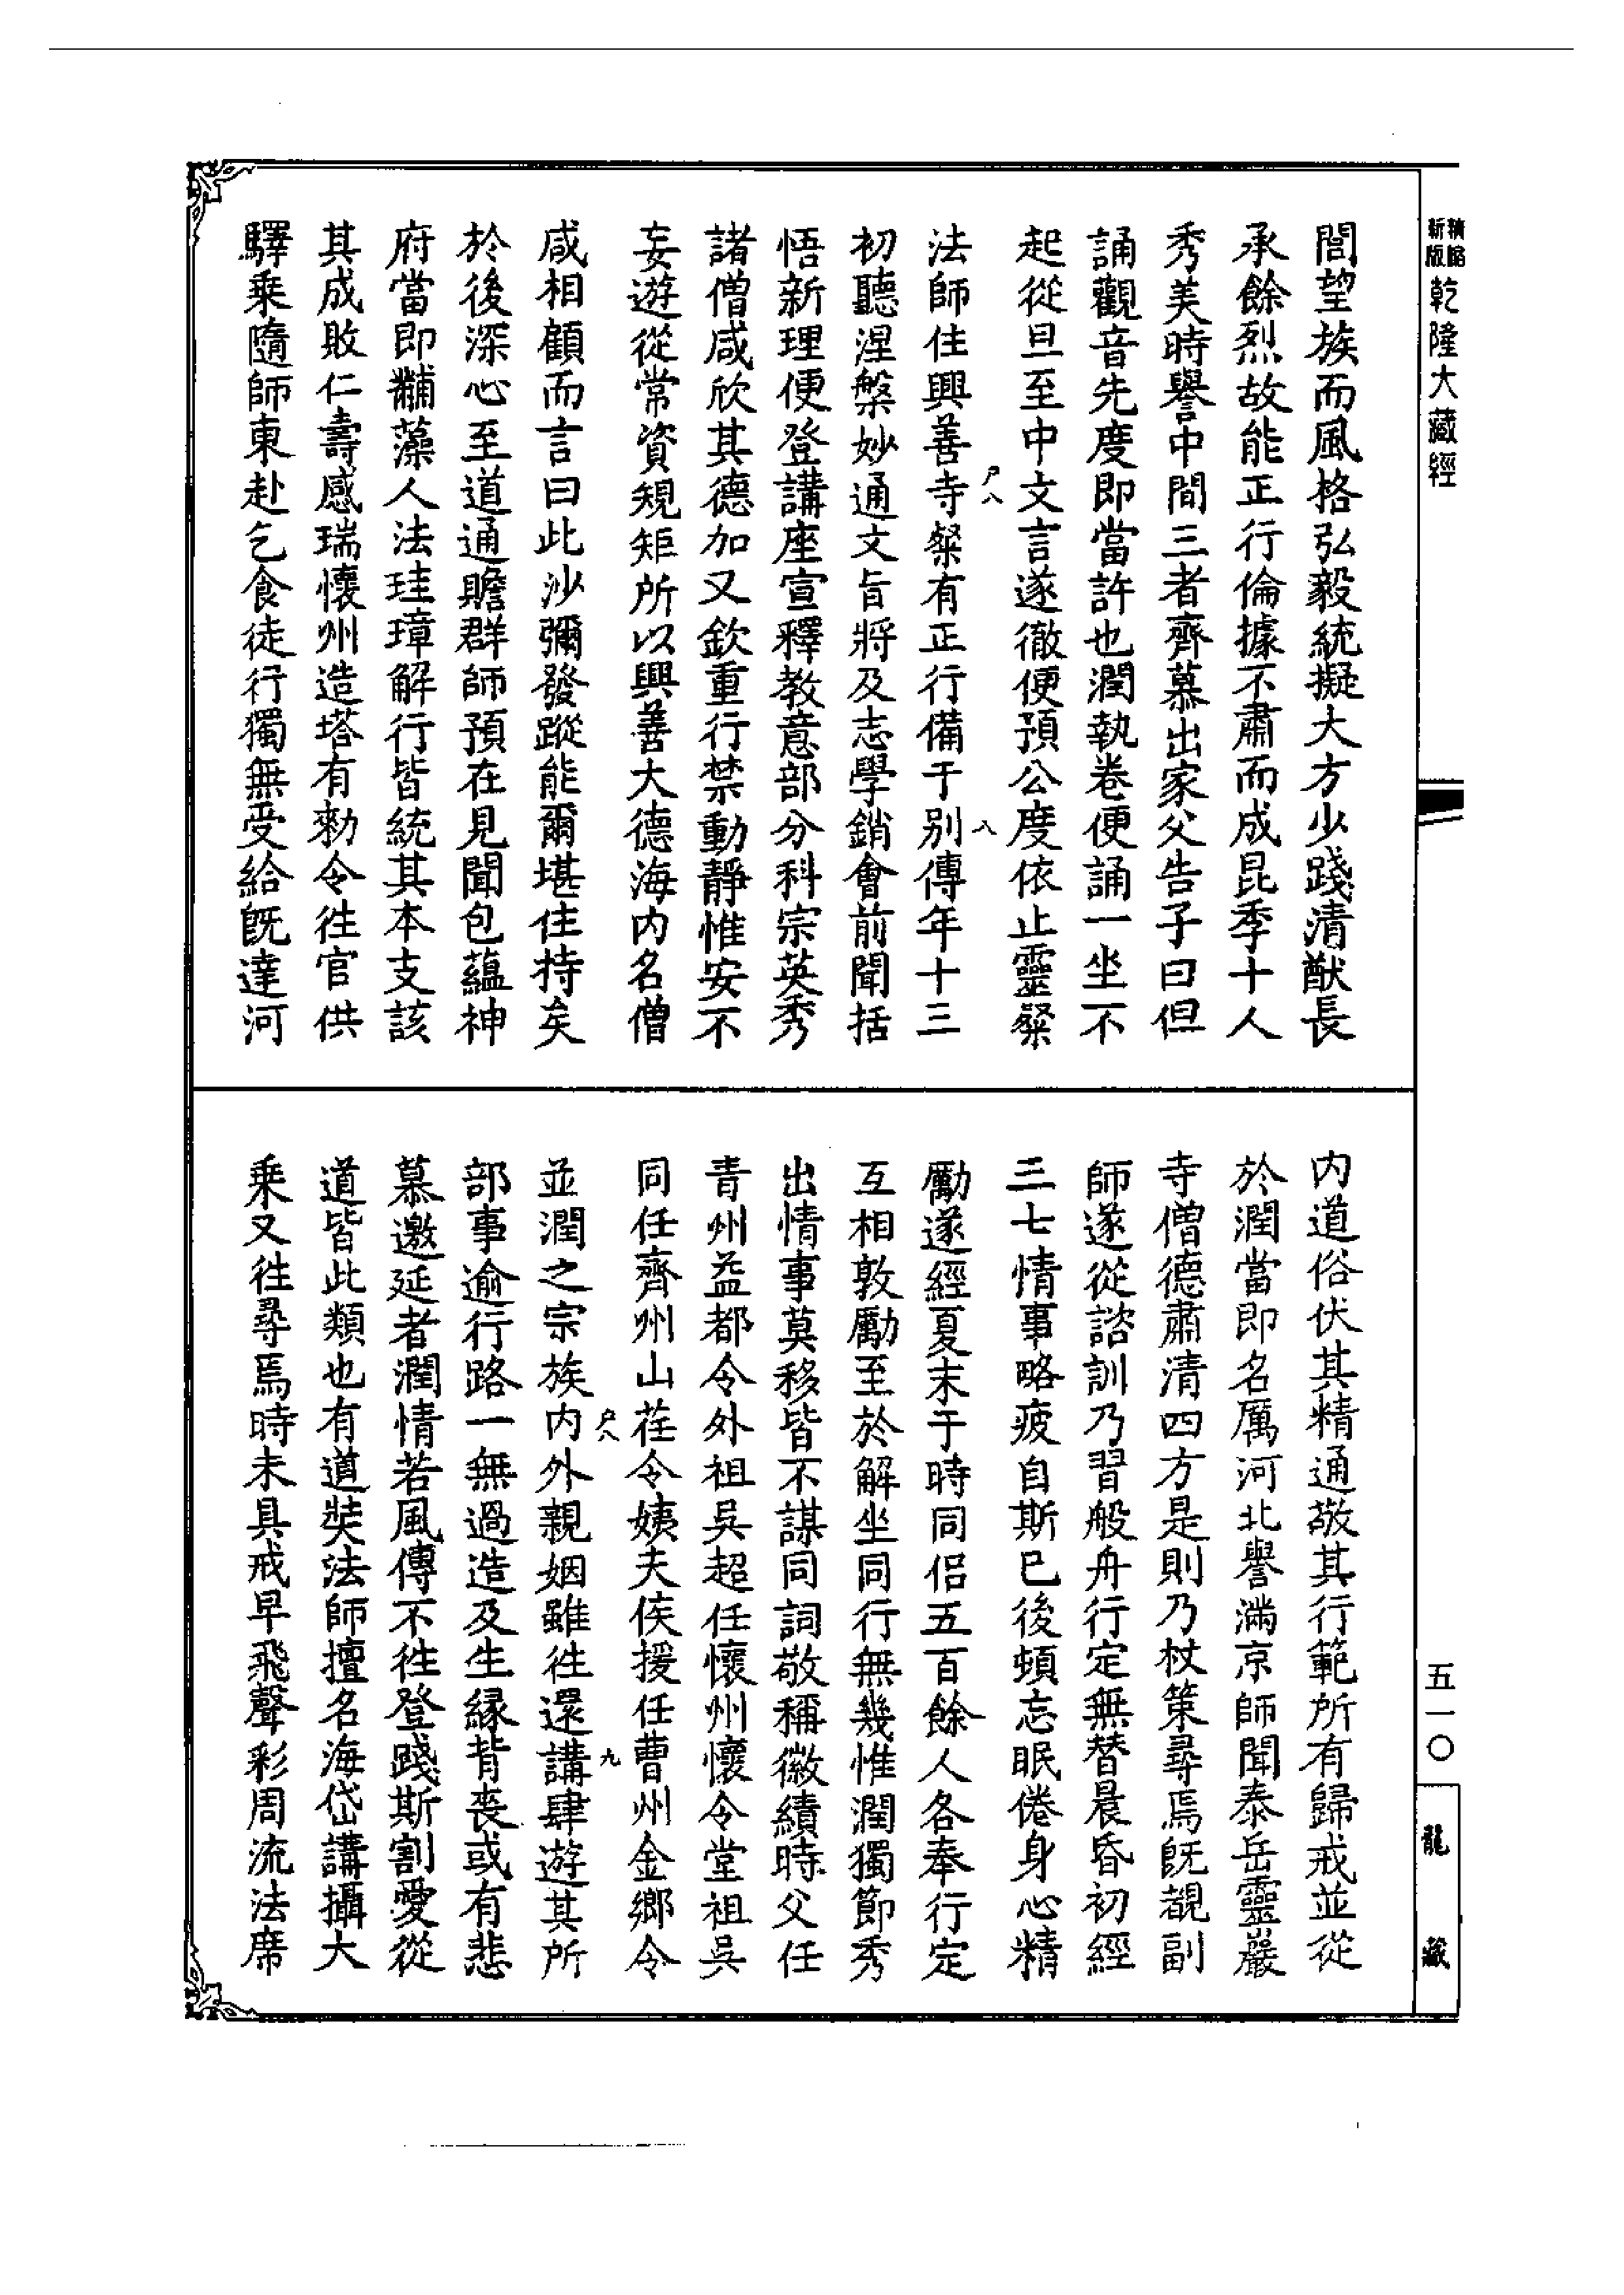 新版
精縮
乾隆大藏經
閭望族而風格弘毅統擬大方少踐清猷長
承餘烈故能正行倫據不肅而成昆季十人
秀美時譽中間三者齊慕出家父告子曰但
誦觀音先度即當許也潤執卷便誦一坐不
起從旦至中文言遂徹便預公度依止靈粲
法師住興善寺粲有正行備于別傳年十三
初聽涅槃妙通文旨將及志學銷會前聞括
悟新理便登講座宣釋教意部分科宗英秀
諸僧咸欣其德加又欽重行禁動靜惟安不
妄遊從常資規矩所以興善大德海內名僧
咸相顧而言曰此沙彌發蹤能爾堪住持矣
於後深心至道通贍群師預在見聞包蘊神
府當即黼藻人法珪璋解行皆統其本支該
其成敗仁壽感瑞懷州造塔有勑令往官供
驛乘隨師東赴乞食徒行獨無受給旣達河
尸八
八
內道俗伏其精通敬其行範所有歸戒並從
於潤當即名厲河北譽滿京師聞泰岳靈巖
寺僧德肅清四方是則乃杖策尋焉旣覩副
師遂從諮訓乃習般舟行定無替晨昏初經
三七情事略疲自斯已後頓忘眠倦身心精
勵遂經夏末于時同侶五百餘人各奉行定
互相敦勵至於解坐同行無幾惟潤獨節秀
出情事莫移皆不謀同詞敬稱徽績時父任
青州益都令外祖吳超任懷州懷令堂祖吳
同任齊州山茌令姨夫侯援任曹州金鄉令
並潤之宗族內外親姻雖往還講肆遊其所
部事逾行路一無過造及生緣背喪或有悲
慕邀延者潤情若風傳不往登踐斯割愛從
道皆此類也有道奘法師擅名海岱講攝大
乘又往尋焉時未具戒早飛聲彩周流法席
尸八
九
五一〇
龍藏